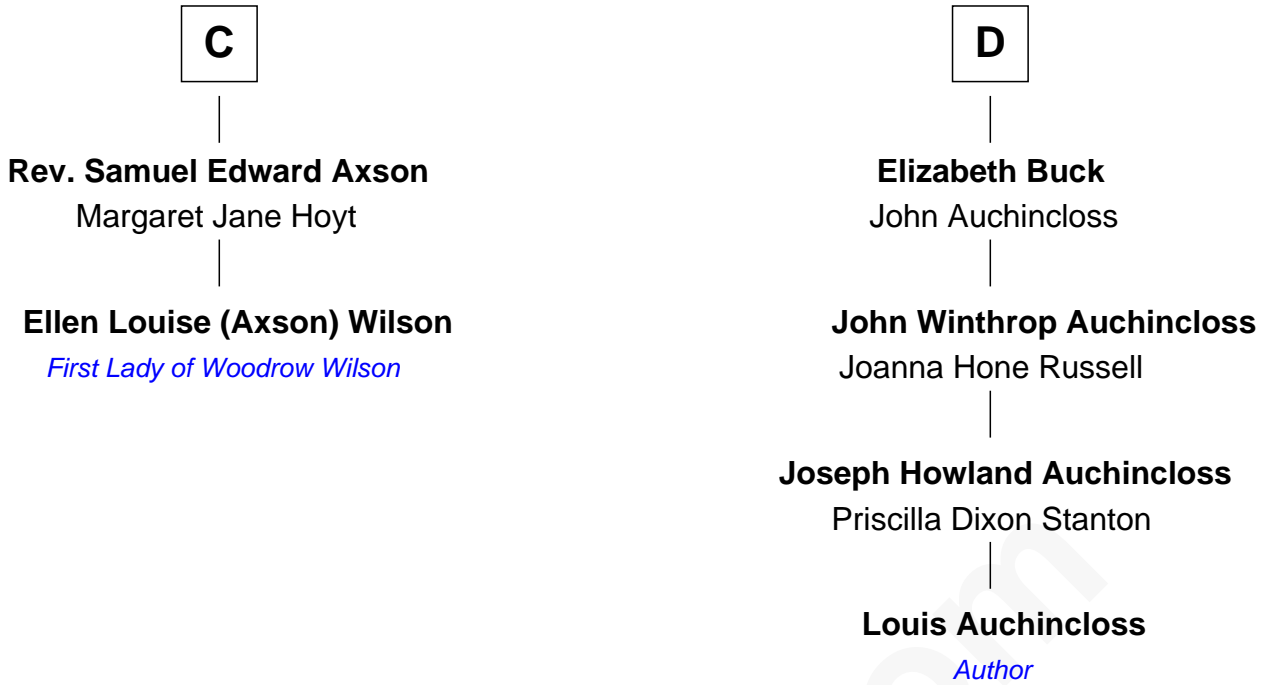 C
Rev. Samuel Edward Axson
Margaret Jane Hoyt
Ellen Louise (Axson) Wilson
First Lady of Woodrow Wilson
D
Elizabeth Buck
John Auchincloss
John Winthrop Auchincloss
Joanna Hone Russell
Joseph Howland Auchincloss
Priscilla Dixon Stanton
Louis Auchincloss
Author